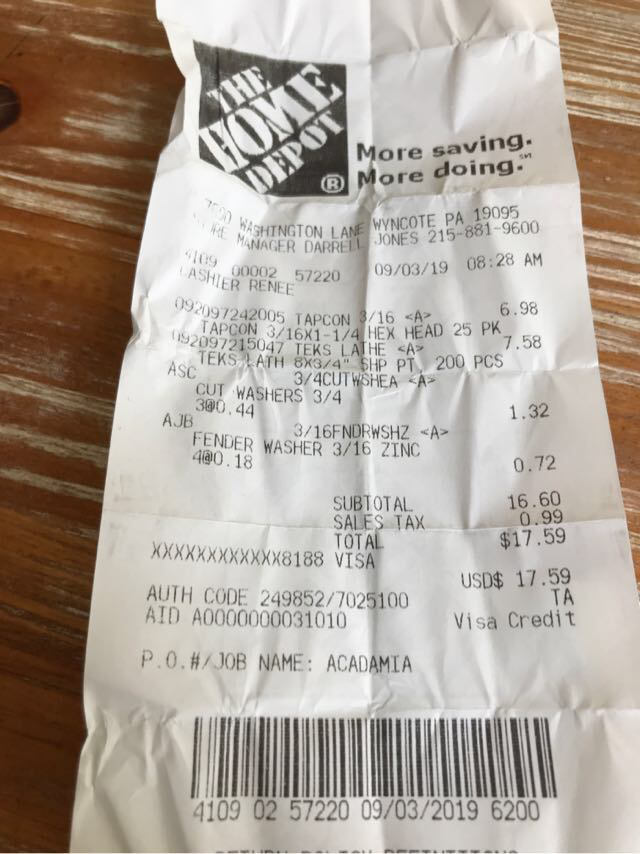 THE
HOME
DEPOT
®
More saving.
More doing.℠
WASHINGTON LANE WYNCOTE PA 19095
MANAGER DARRELL JONES 215-881-9600
4109 00002 57220 09/03/19 08:28 AM
CASHIER RENEE
092097242005 TAPCON 3/16 <A> 6.98
TAPCON 3/16X1-1/4 HEX HEAD 25 PK
092097215047 TEKS LATHE <A> 7.58
TEKS LATH 8X3/4" SHP PT 200 PCS
ASC 3/4CUTWSHEA <A>
CUT WASHERS 3/4
3@0.44 1.32
AJB 3/16FNDRWSHZ <A>
FENDER WASHER 3/16 ZINC
4@0.18 0.72
SUBTOTAL 16.60
SALES TAX 0.99
TOTAL $17.59
XXXXXXXXXXXX8188 VISA
USD$ 17.59
AUTH CODE 249852/7025100 TA
AID A0000000031010 Visa Credit
P.O.#/JOB NAME: ACADAMIA
4109 02 57220 09/03/2019 6200
RETURN POLICY DEFINITIONS